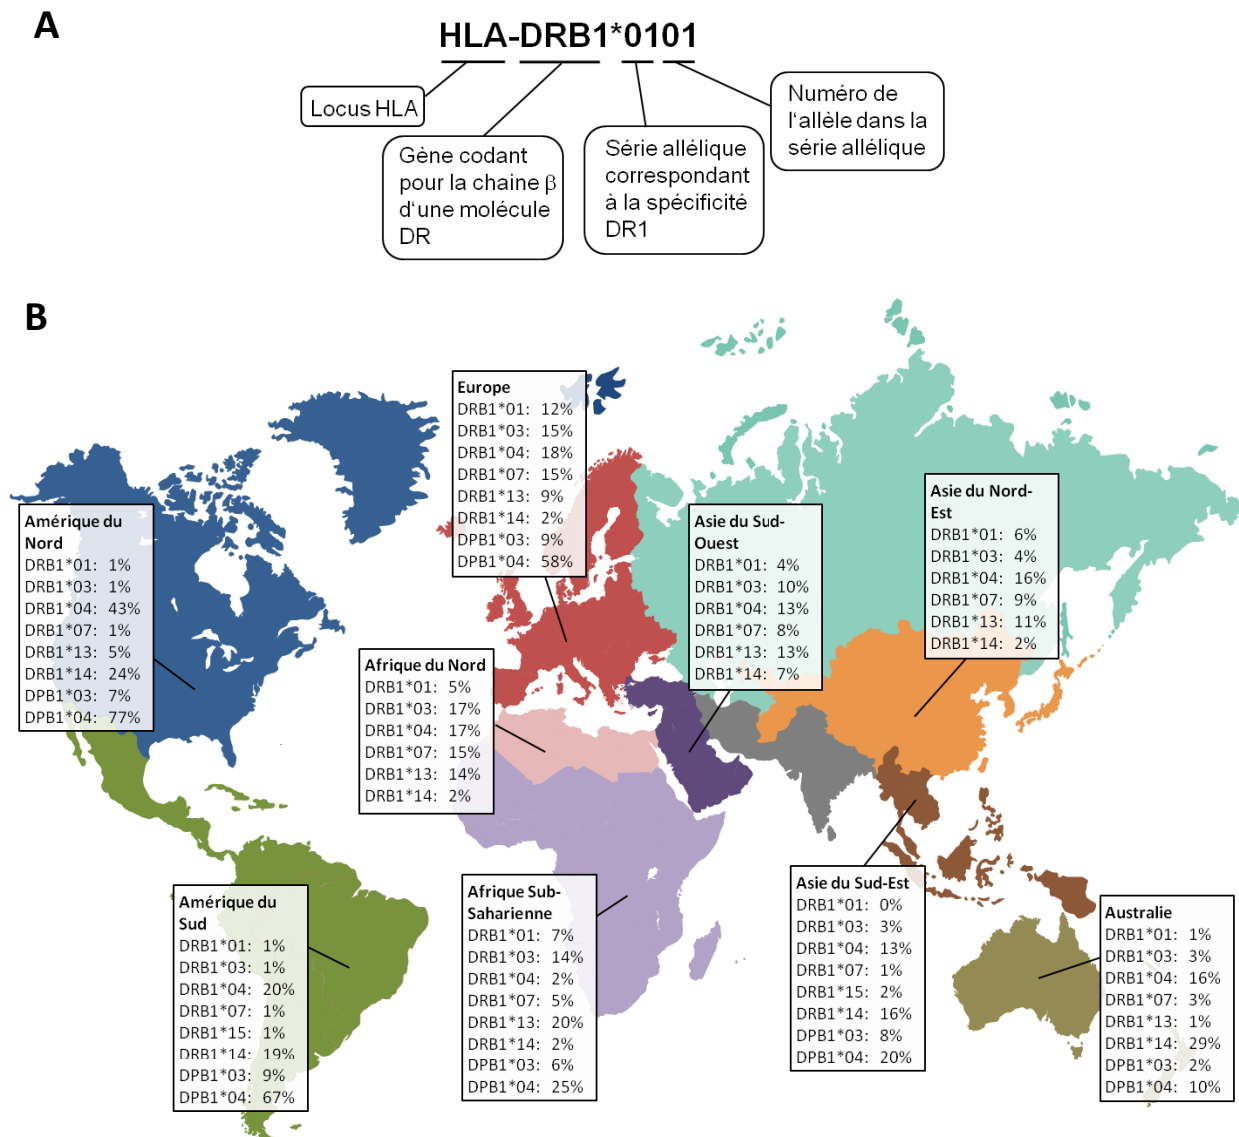 A
HLA-DRB1*0101
Locus HLA
Gène codant
pour la chaine β
d'une molécule
DR
Série allélique
correspondant
à la spécificité
DR1
Numéro de
l'allèle dans la
série allélique
B
Amérique du
Nord
DRB1*01: 1%
DRB1*03: 1%
DRB1*04: 43%
DRB1*07: 1%
DRB1*13: 5%
DRB1*14: 24%
DPB1*03: 7%
DPB1*04: 77%
Europe
DRB1*01: 12%
DRB1*03: 15%
DRB1*04: 18%
DRB1*07: 15%
DRB1*13: 9%
DRB1*14: 2%
DPB1*03: 9%
DPB1*04: 58%
Asie du Sud-
Ouest
DRB1*01: 4%
DRB1*03: 10%
DRB1*04: 13%
DRB1*07: 8%
DRB1*13: 13%
DRB1*14: 7%
Asie du Nord-
Est
DRB1*01: 6%
DRB1*03: 4%
DRB1*04: 16%
DRB1*07: 9%
DRB1*13: 11%
DRB1*14: 2%
Afrique du Nord
DRB1*01: 5%
DRB1*03: 17%
DRB1*04: 17%
DRB1*07: 15%
DRB1*13: 14%
DRB1*14: 2%
Amérique du
Sud
DRB1*01: 1%
DRB1*03: 1%
DRB1*04: 20%
DRB1*07: 1%
DRB1*15: 1%
DRB1*14: 19%
DPB1*03: 9%
DPB1*04: 67%
Afrique Sub-
Saharienne
DRB1*01: 7%
DRB1*03: 14%
DRB1*04: 2%
DRB1*07: 5%
DRB1*13: 20%
DRB1*14: 2%
DPB1*03: 6%
DPB1*04: 25%
Asie du Sud-Est
DRB1*01: 0%
DRB1*03: 3%
DRB1*04: 13%
DRB1*07: 1%
DRB1*15: 2%
DRB1*14: 16%
DPB1*03: 8%
DPB1*04: 20%
Australie
DRB1*01: 1%
DRB1*03: 3%
DRB1*04: 16%
DRB1*07: 3%
DRB1*13: 1%
DRB1*14: 29%
DPB1*03: 2%
DPB1*04: 10%